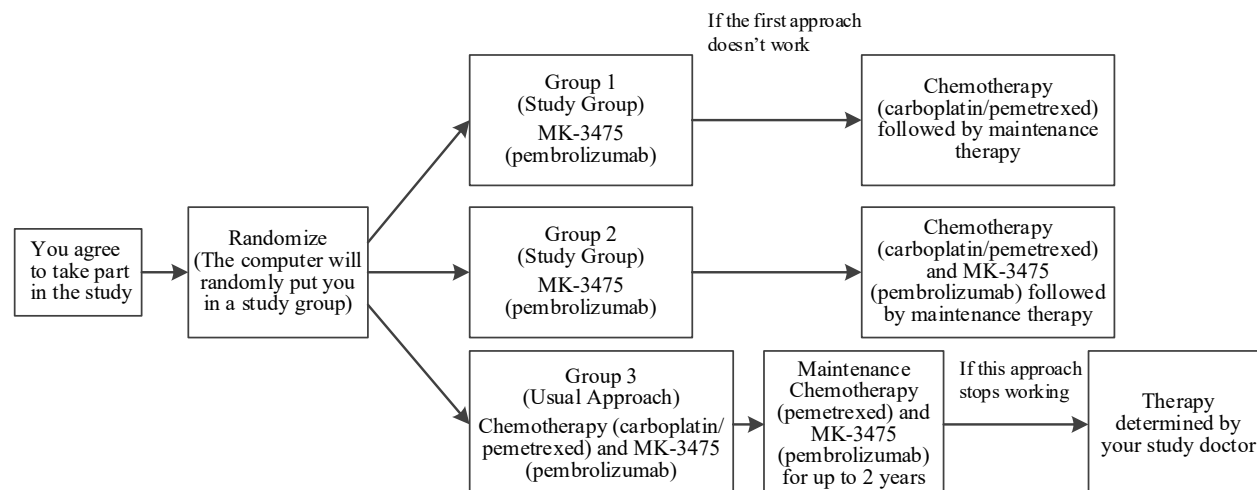 If the first approach
doesn’t work
Group 1
(Study Group)
MK-3475
(pembrolizumab)
Chemotherapy
(carboplatin/pemetrexed)
followed by maintenance
therapy
You agree
to take part
in the study
Randomize
(The computer will
randomly put you
in a study group)
Group 2
(Study Group)
MK-3475
(pembrolizumab)
Chemotherapy
(carboplatin/pemetrexed)
and MK-3475
(pembrolizumab) followed
by maintenance therapy
Group 3
(Usual Approach)
Chemotherapy (carboplatin/
pemetrexed) and MK-3475
(pembrolizumab)
Maintenance
Chemotherapy
(pemetrexed) and
MK-3475
(pembrolizumab)
for up to 2 years
If this approach
stops working
Therapy
determined by
your study doctor